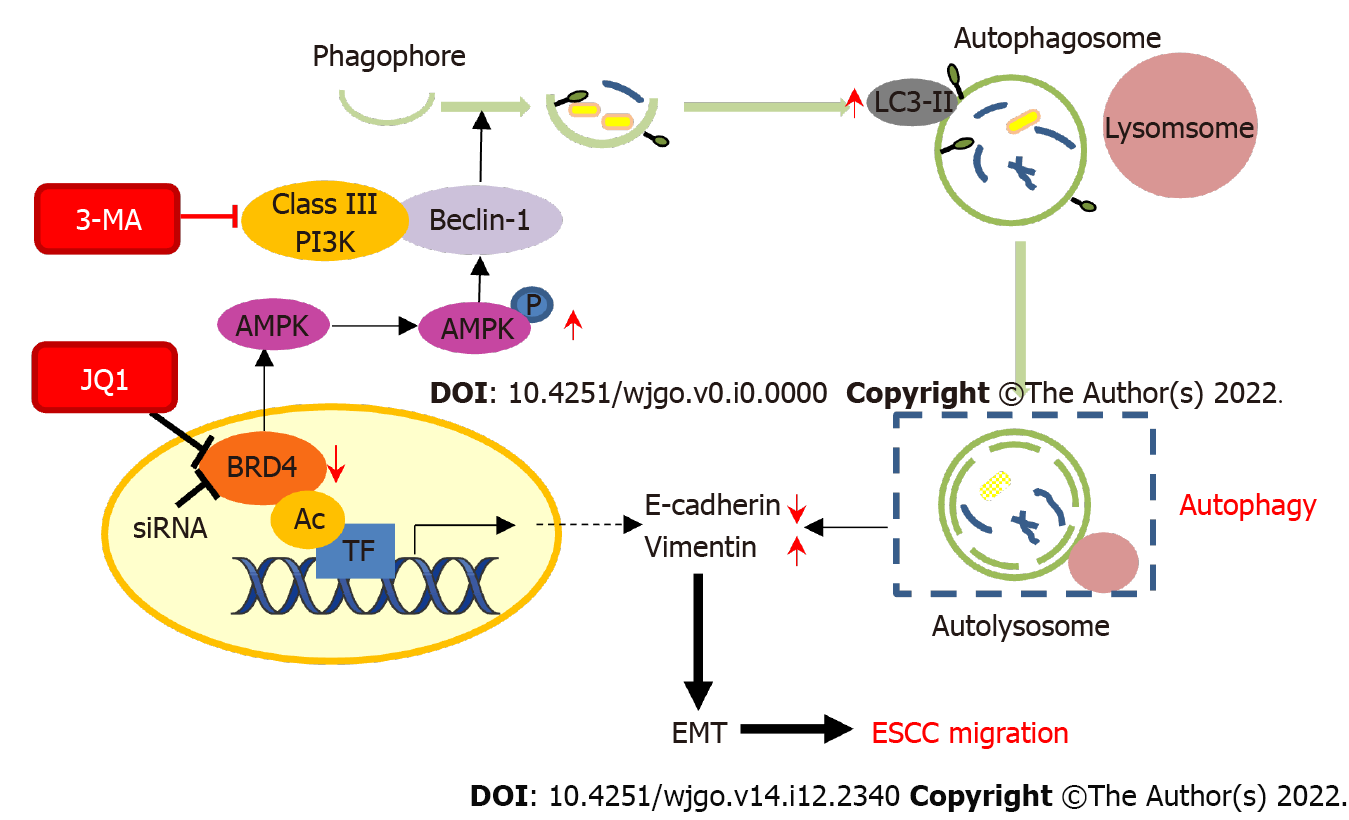 Phagophore
Autophagosome
LC3-II
Lysomsome
3-MA
Class III
PI3K
Beclin-1
P
AMPK
AMPK
JQ1
DOI: 10.4251/wjgo.v0.i0.0000 Copyright ©The Author(s) 2022.
BRD4
siRNA
Ac
TF
E-cadherin
Vimentin
Autophagy
Autolysosome
EMT
ESCC migration
DOI: 10.4251/wjgo.v14.i12.2340 Copyright ©The Author(s) 2022.